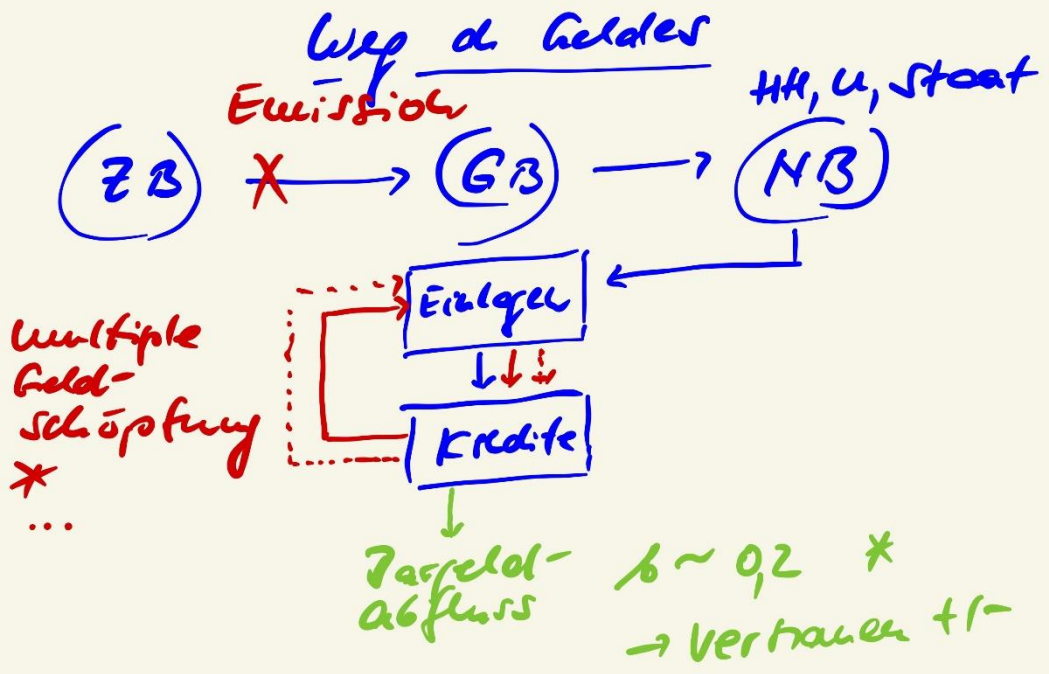 Weg d. Geldes
Emission
HH, U, Staat
ZB
GB
NB
Einlagen
multiple
Geld-
schöpfung
*
...
Kredite
Bargeld-
abfluss
b ~ 0,2 *
→ Vertrauen +/-